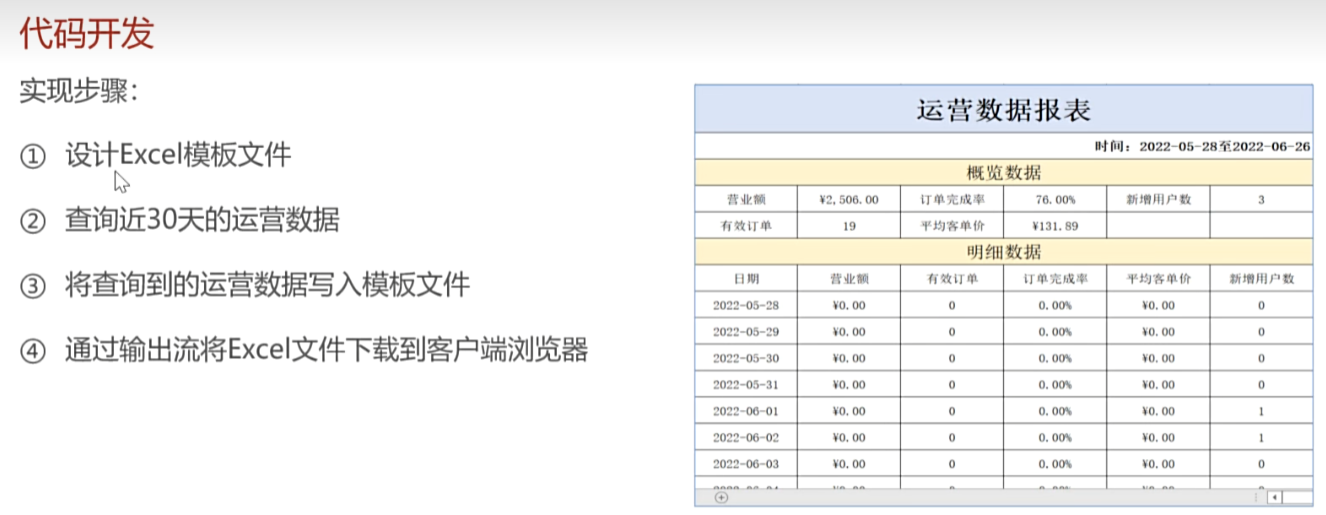 代码开发
实现步骤：
① 设计Excel模板文件
② 查询近30天的运营数据
③ 将查询到的运营数据写入模板文件
④ 通过输出流将Excel文件下载到客户端浏览器
运营数据报表
时间：2022-05-28至2022-06-26
概览数据
营业额 ¥2,506.00 订单完成率 76.00% 新增用户数 3
有效订单 19 平均客单价 ¥131.89
明细数据
日期 营业额 有效订单 订单完成率 平均客单价 新增用户数
2022-05-28 ¥0.00 0 0.00% ¥0.00 0
2022-05-29 ¥0.00 0 0.00% ¥0.00 0
2022-05-30 ¥0.00 0 0.00% ¥0.00 0
2022-05-31 ¥0.00 0 0.00% ¥0.00 0
2022-06-01 ¥0.00 0 0.00% ¥0.00 1
2022-06-02 ¥0.00 0 0.00% ¥0.00 1
2022-06-03 ¥0.00 0 0.00% ¥0.00 0